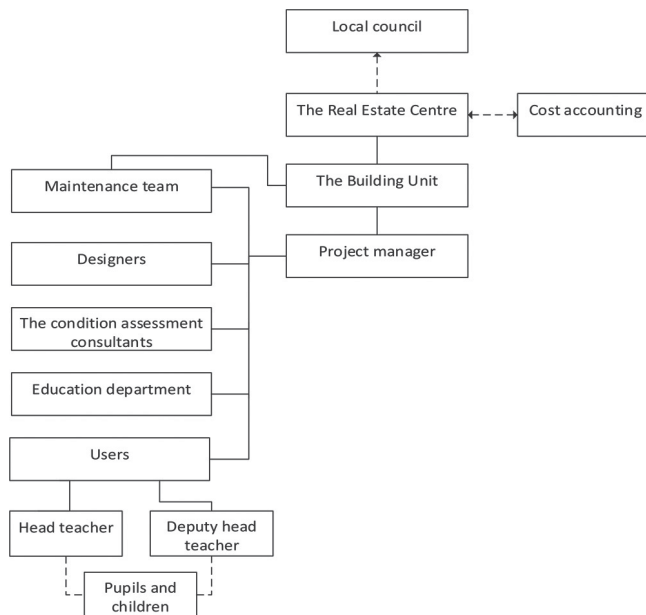 Local council
The Real Estate Centre
Cost accounting
Maintenance team
The Building Unit
Designers
Project manager
The condition assessment
consultants
Education department
Users
Head teacher
Deputy head
teacher
Pupils and
children